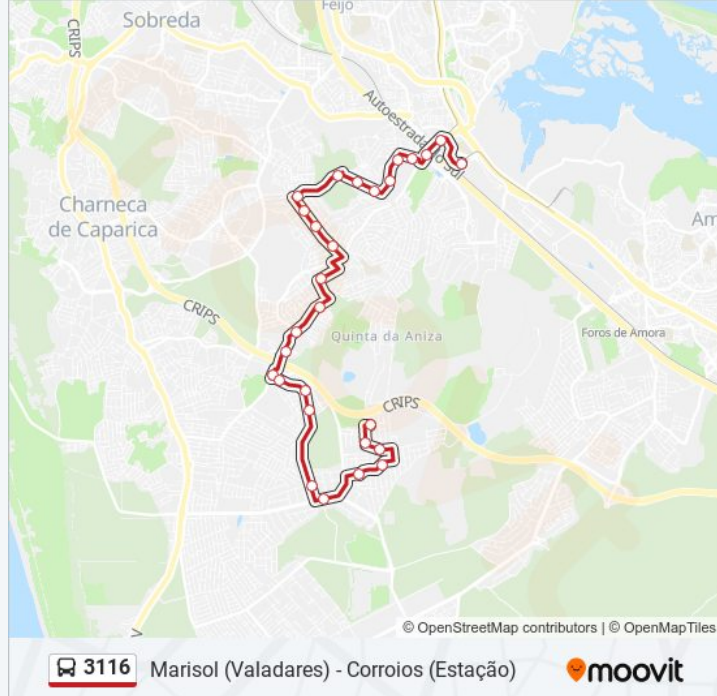 Feijó
Sobreda
CRIPS
Autoestrada do Sul
Charneca
de Caparica
Am
CRIPS
Foros de Amora
Quinta da Aniza
CRIPS
© OpenStreetMap contributors | © OpenMapTiles
3116 Marisol (Valadares) - Corroios (Estação) moovit